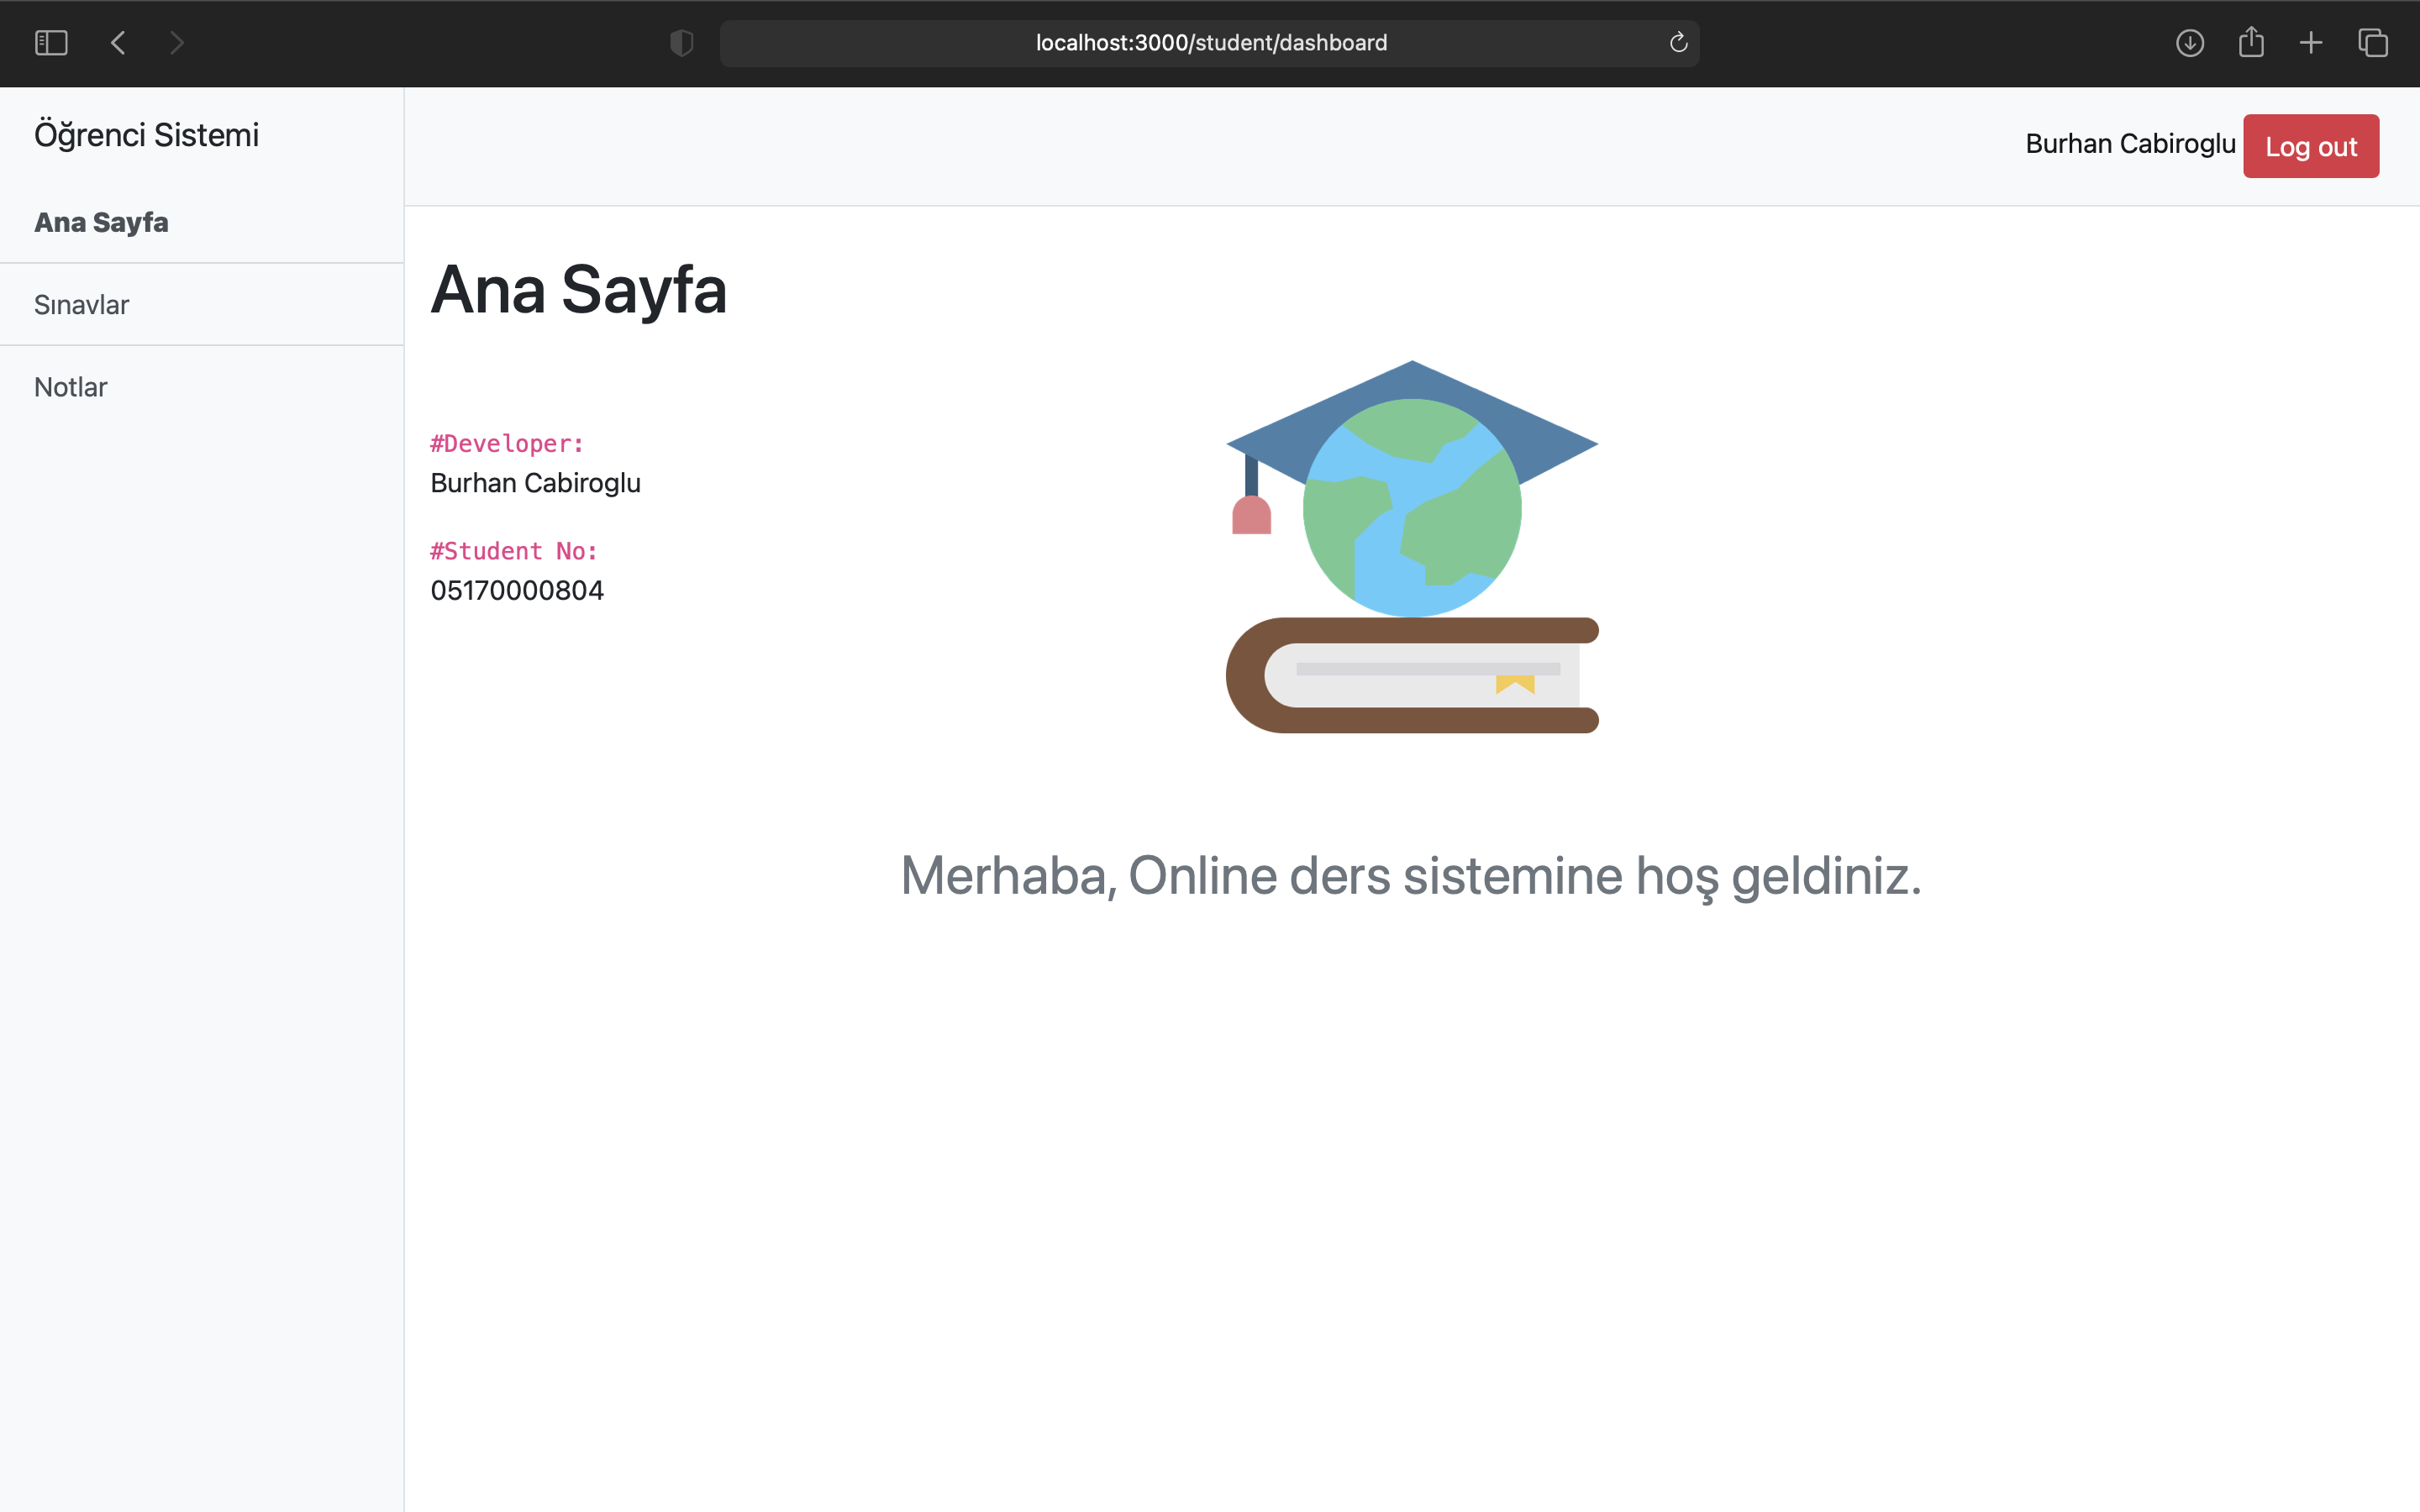 localhost:3000/student/dashboard
Öğrenci Sistemi
Burhan Cabiroglu Log out
Ana Sayfa
Sınavlar
Notlar
Ana Sayfa
#Developer:
Burhan Cabiroglu
#Student No:
05170000804
Merhaba, Online ders sistemine hoş geldiniz.